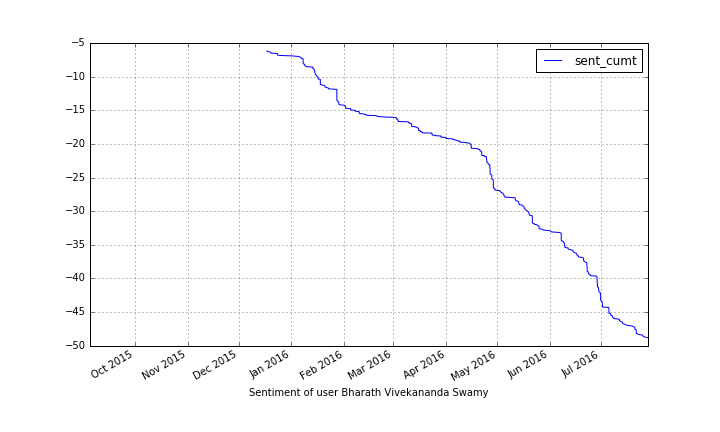 −5
sent_cumt
−10
−15
−20
−25
−30
−35
−40
−45
−50
Oct 2015
Nov 2015
Dec 2015
Jan 2016
Feb 2016
Mar 2016
Apr 2016
May 2016
Jun 2016
Jul 2016
Sentiment of user Bharath Vivekananda Swamy